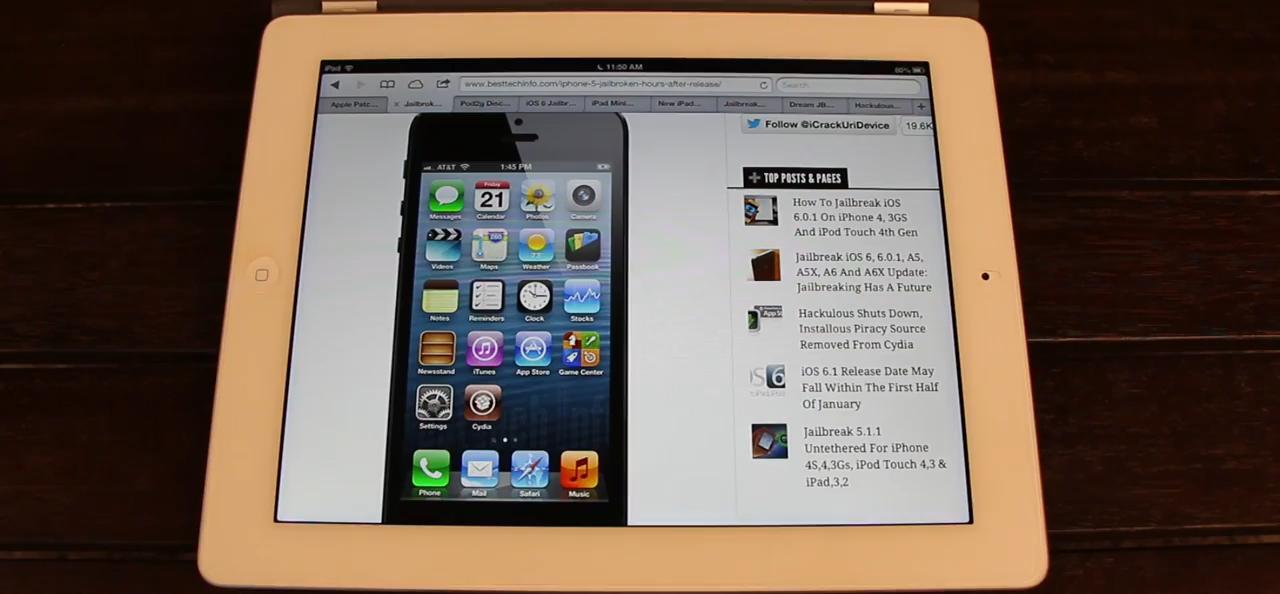 iPad
11:50 AM
80%
www.besttechinfo.com/iphone-5-jailbroken-hours-after-release/
Search
Apple Patc...
Jailbrok...
Pod2g Disc...
iOS 6 Jailbr...
iPad Mini...
New iPad...
Jailbreak...
Dream JB...
Hackulous...
Follow @iCrackUriDevice
19.6K
TOP POSTS & PAGES
How To Jailbreak iOS
6.0.1 On iPhone 4, 3GS
And iPod Touch 4th Gen
Jailbreak iOS 6, 6.0.1, A5,
A5X, A6 And A6X Update:
Jailbreaking Has A Future
Hackulous Shuts Down,
Installous Piracy Source
Removed From Cydia
iOS 6.1 Release Date May
Fall Within The First Half
Of January
Jailbreak 5.1.1
Untethered For iPhone
4S,4,3Gs, iPod Touch 4,3 &
iPad,3,2
AT&T
1:45 PM
Friday
21
Messages
Calendar
Photos
Camera
280
73°
Videos
Maps
Weather
Passbook
Notes
Reminders
Clock
Stocks
Newsstand
iTunes
App Store
Game Center
Settings
Cydia
Phone
Mail
Safari
Music